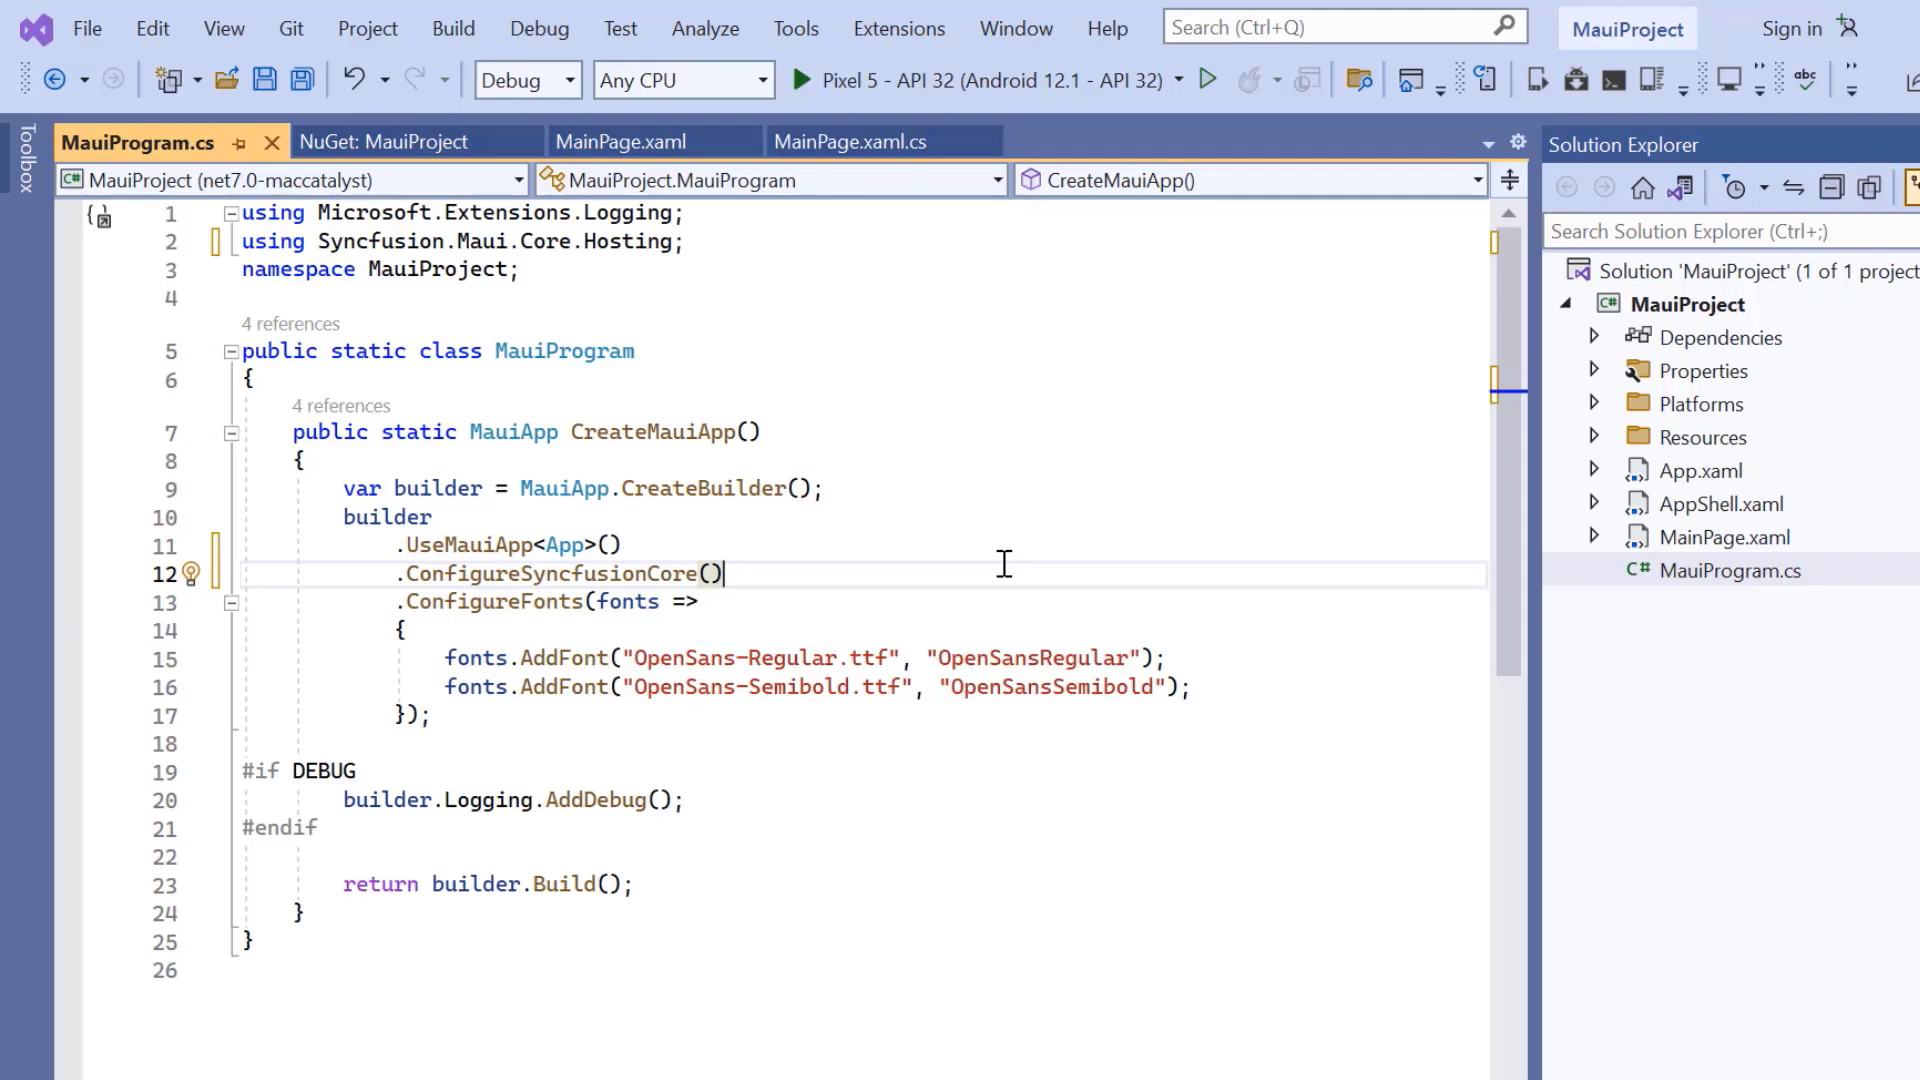 File Edit View Git Project Build Debug Test Analyze Tools Extensions Window Help Search (Ctrl+Q) MauiProject Sign in
Debug Any CPU Pixel 5 - API 32 (Android 12.1 - API 32) abc
Toolbox
MauiProgram.cs NuGet: MauiProject MainPage.xaml MainPage.xaml.cs
C# MauiProject (net7.0-maccatalyst) MauiProject.MauiProgram CreateMauiApp()
1 using Microsoft.Extensions.Logging;
2 using Syncfusion.Maui.Core.Hosting;
3 namespace MauiProject;
4
4 references
5 public static class MauiProgram
6 {
4 references
7 public static MauiApp CreateMauiApp()
8 {
9 var builder = MauiApp.CreateBuilder();
10 builder
11 .UseMauiApp<App>()
12 .ConfigureSyncfusionCore()
13 .ConfigureFonts(fonts =>
14 {
15 fonts.AddFont("OpenSans-Regular.ttf", "OpenSansRegular");
16 fonts.AddFont("OpenSans-Semibold.ttf", "OpenSansSemibold");
17 });
18
19 #if DEBUG
20 builder.Logging.AddDebug();
21 #endif
22
23 return builder.Build();
24 }
25 }
26
Solution Explorer
Search Solution Explorer (Ctrl+;)
Solution 'MauiProject' (1 of 1 project
C# MauiProject
Dependencies
Properties
Platforms
Resources
App.xaml
AppShell.xaml
MainPage.xaml
C# MauiProgram.cs